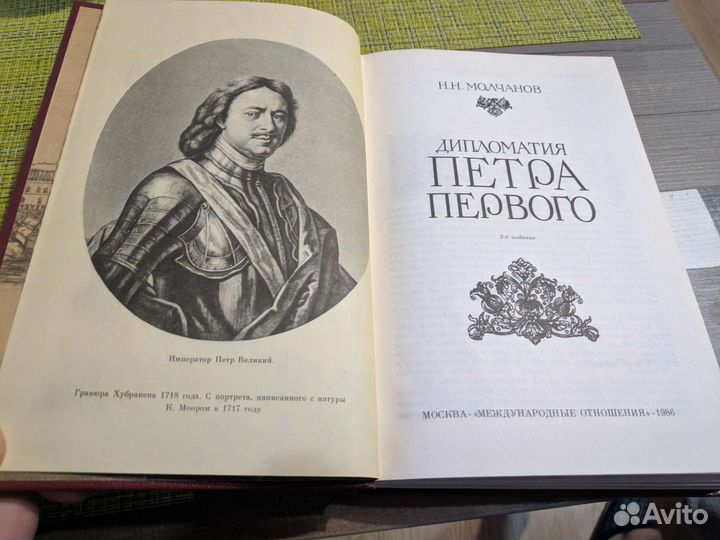 Император Петр Великий.
Гравюра Хубракена 1718 года. С портрета, написанного с натуры
К. Моором в 1717 году
Н.Н. МОЛЧАНОВ
ДИПЛОМАТИЯ
ПЕТРА
ПЕРВОГО
2-е издание
МОСКВА · «МЕЖДУНАРОДНЫЕ ОТНОШЕНИЯ» · 1986
Avito